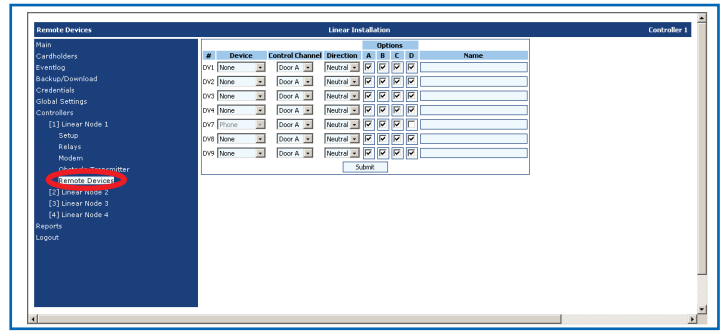 Remote Devices Linear Installation Controller 1
Main
Cardholders
Eventlog
Backup/Download
Credentials
Global Settings
Controllers
[1] Linear Node 1
Setup
Relays
Modem
Obstacle Transmitter
Remote Devices
[2] Linear Node 2
[3] Linear Node 3
[4] Linear Node 4
Reports
Logout
Options
# Device Control Channel Direction A B C D Name
DV1 None Door A Neutral
DV2 None Door A Neutral
DV3 None Door A Neutral
DV4 None Door A Neutral
DV7 Phone Door A Neutral
DV8 None Door A Neutral
DV9 None Door A Neutral
Submit